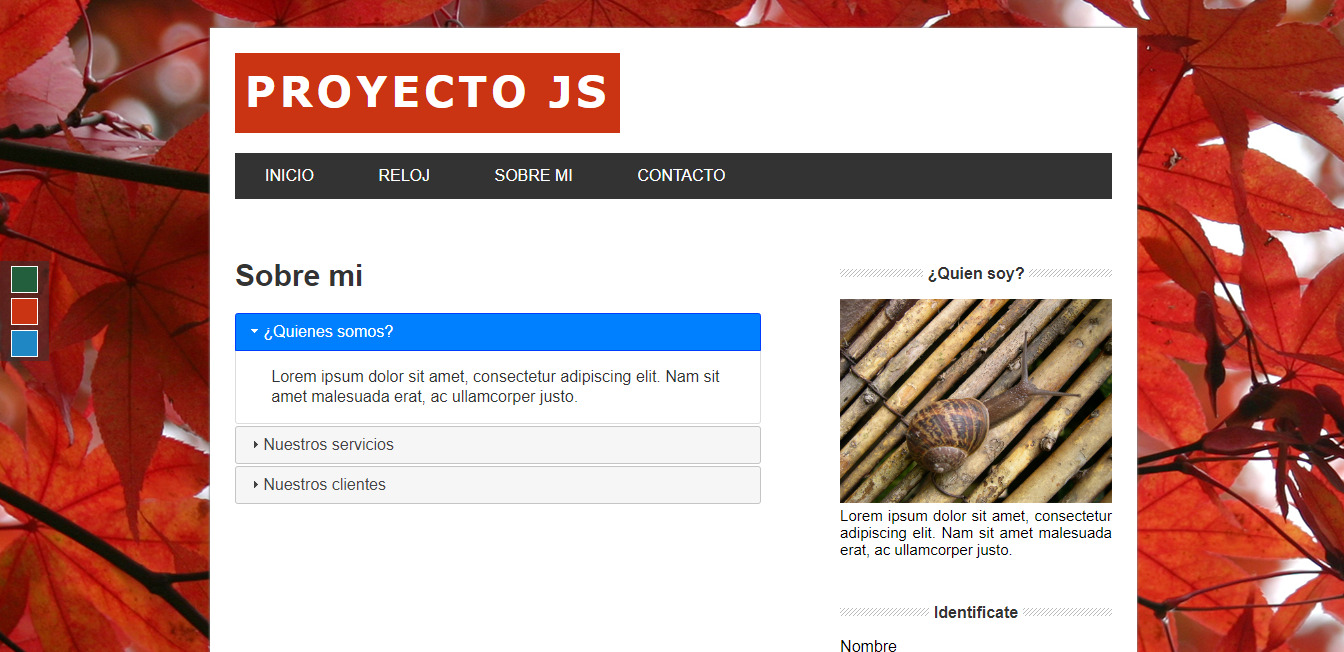 PROYECTO JS
INICIO RELOJ SOBRE MI CONTACTO
Sobre mi
¿Quienes somos?
Lorem ipsum dolor sit amet, consectetur adipiscing elit. Nam sit
amet malesuada erat, ac ullamcorper justo.
Nuestros servicios
Nuestros clientes
¿Quien soy?
Lorem ipsum dolor sit amet, consectetur
adipiscing elit. Nam sit amet malesuada
erat, ac ullamcorper justo.
Identificate
Nombre